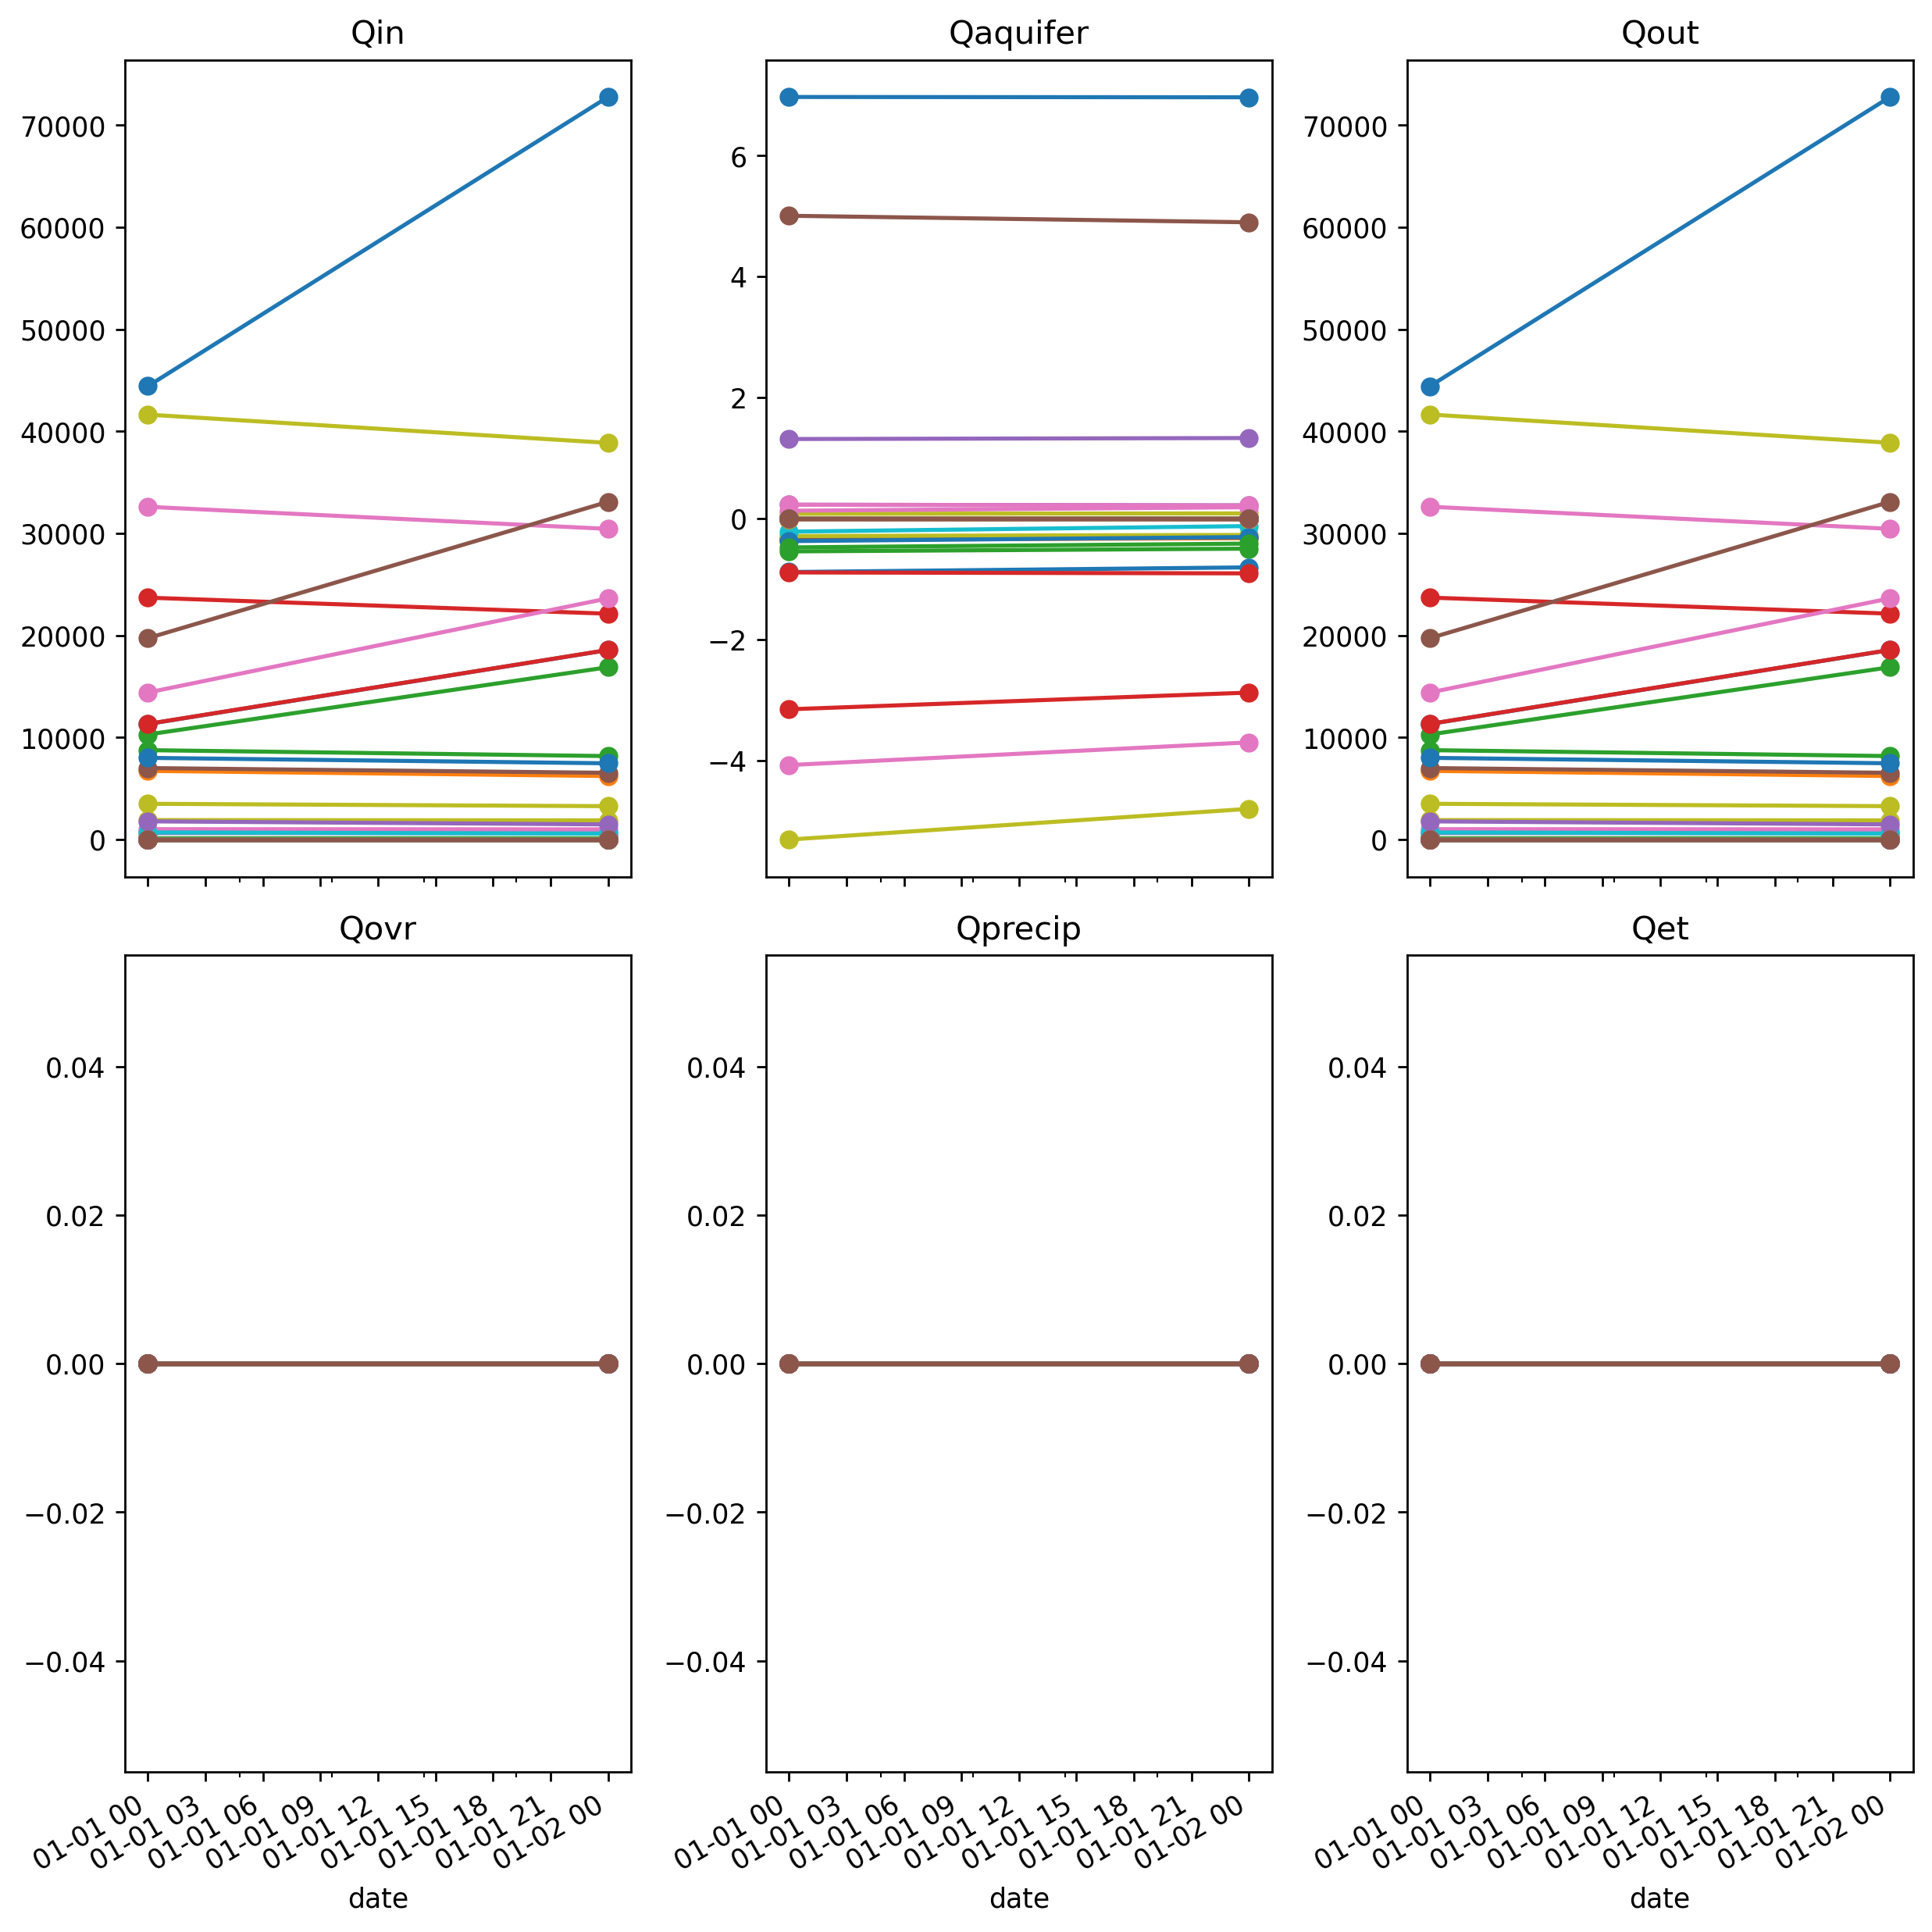 Qin Qaquifer Qout
70000 6 70000
60000 4 60000
50000 2 50000
40000 0 40000
30000 −2 30000
20000 −4 20000
10000 10000
0 0
Qovr Qprecip Qet
0.04 0.04 0.04
0.02 0.02 0.02
0.00 0.00 0.00
−0.02 −0.02 −0.02
−0.04 −0.04 −0.04
01-01 00 01-01 03 01-01 06 01-01 09 01-01 12 01-01 15 01-01 18 01-01 21 01-02 00
01-01 00 01-01 03 01-01 06 01-01 09 01-01 12 01-01 15 01-01 18 01-01 21 01-02 00
01-01 00 01-01 03 01-01 06 01-01 09 01-01 12 01-01 15 01-01 18 01-01 21 01-02 00
date date date